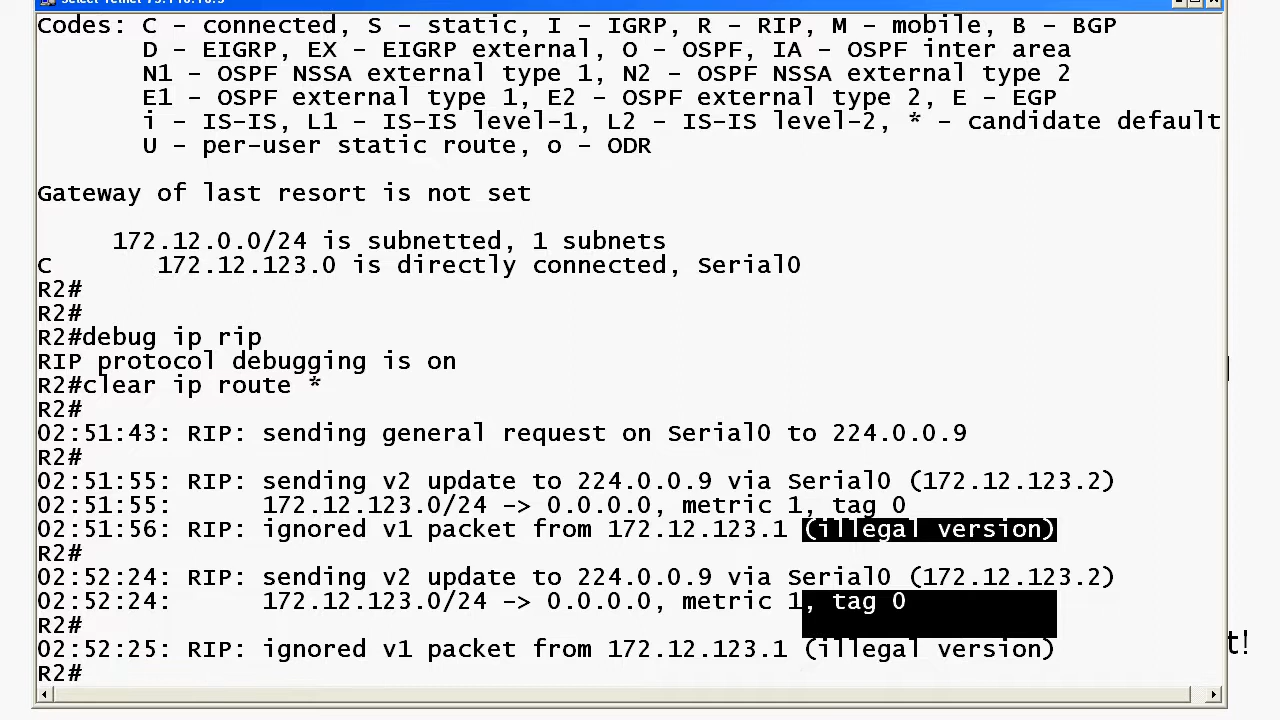 Codes: C - connected, S - static, I - IGRP, R - RIP, M - mobile, B - BGP
D - EIGRP, EX - EIGRP external, O - OSPF, IA - OSPF inter area
N1 - OSPF NSSA external type 1, N2 - OSPF NSSA external type 2
E1 - OSPF external type 1, E2 - OSPF external type 2, E - EGP
i - IS-IS, L1 - IS-IS level-1, L2 - IS-IS level-2, * - candidate default
U - per-user static route, o - ODR
Gateway of last resort is not set
172.12.0.0/24 is subnetted, 1 subnets
C 172.12.123.0 is directly connected, Serial0
R2#
R2#
R2#debug ip rip
RIP protocol debugging is on
R2#clear ip route *
R2#
02:51:43: RIP: sending general request on Serial0 to 224.0.0.9
R2#
02:51:55: RIP: sending v2 update to 224.0.0.9 via Serial0 (172.12.123.2)
02:51:55: 172.12.123.0/24 -> 0.0.0.0, metric 1, tag 0
02:51:56: RIP: ignored v1 packet from 172.12.123.1 (illegal version)
R2#
02:52:24: RIP: sending v2 update to 224.0.0.9 via Serial0 (172.12.123.2)
02:52:24: 172.12.123.0/24 -> 0.0.0.0, metric 1, tag 0
R2#
02:52:25: RIP: ignored v1 packet from 172.12.123.1 (illegal version)
t!
R2#